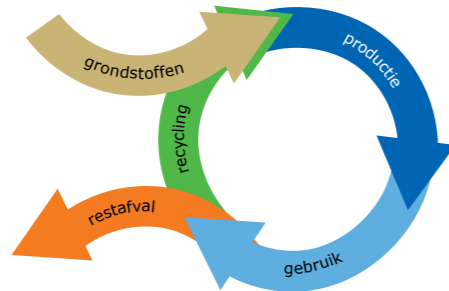 grondstoffen
productie
recycling
restafval
gebruik